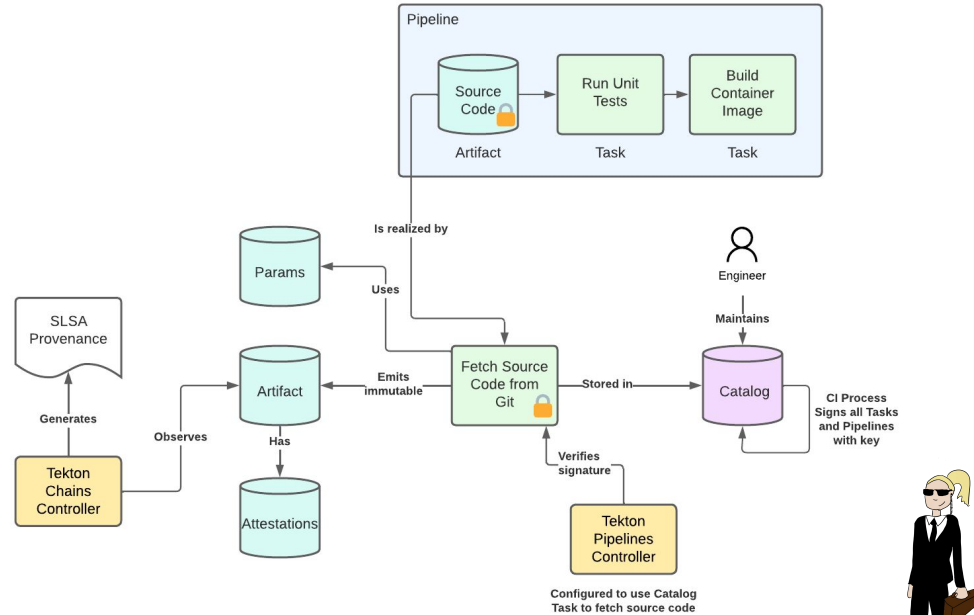 Pipeline
Source
Code
Run Unit
Tests
Build
Container
Image
Artifact
Task
Task
Is realized by
Params
Uses
Engineer
Maintains
SLSA
Provenance
Generates
Observes
Artifact
Emits
immutable
Fetch Source
Code from
Git
Stored in
Catalog
CI Process
Signs all Tasks
and Pipelines
with key
Has
Verifies
signature
Tekton
Chains
Controller
Attestations
Tekton
Pipelines
Controller
Configured to use Catalog
Task to fetch source code